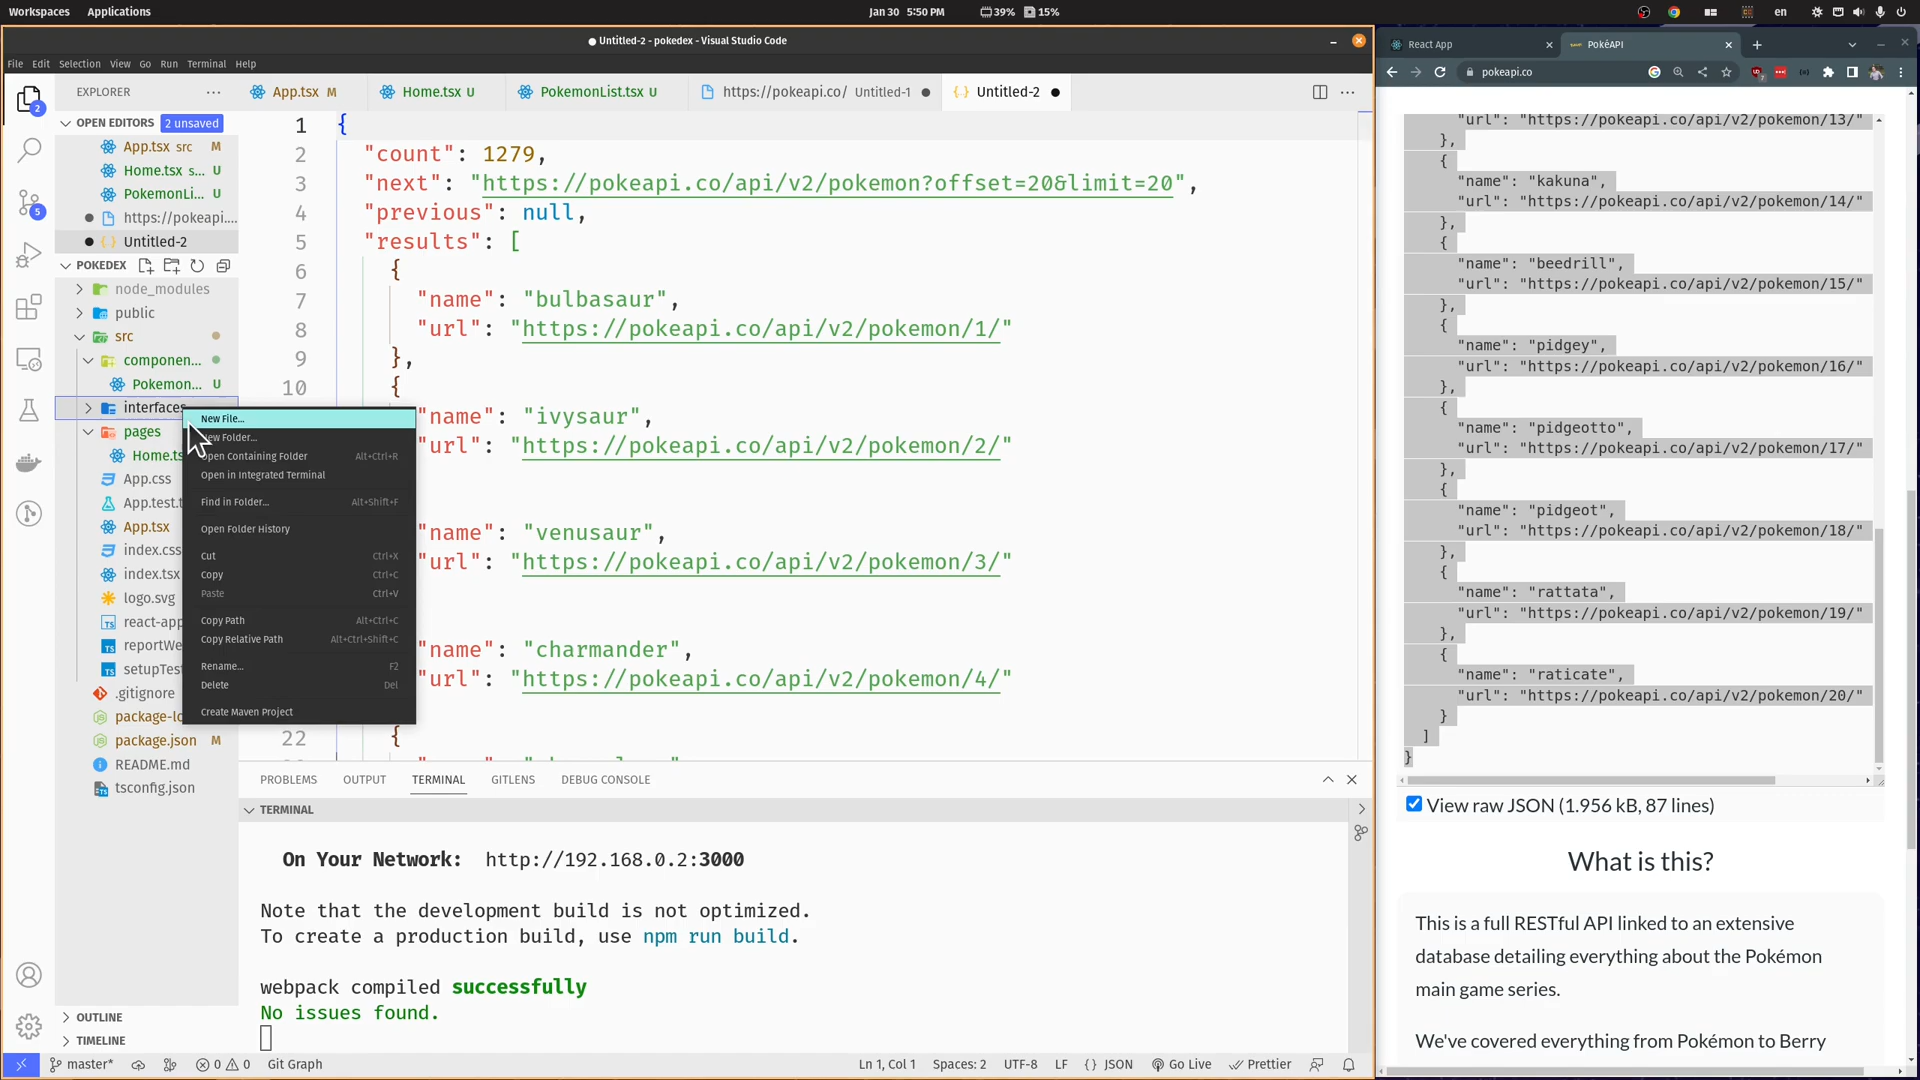 Workspaces Applications Jan 30 5:50 PM 39% 15% en
Untitled-2 - pokedex - Visual Studio Code
File Edit Selection View Go Run Terminal Help
EXPLORER
App.tsx M
Home.tsx U
PokemonList.tsx U
https://pokeapi.co/ Untitled-1
Untitled-2
OPEN EDITORS 2 unsaved
App.tsx src M
Home.tsx s... U
PokemonLi... U
https://pokeapi....
Untitled-2
POKEDEX
node_modules
public
src
componen...
Pokemon... U
interfaces
pages
Home.ts
App.css
App.test.t
App.tsx
index.css
index.tsx
logo.svg
react-app
reportWe
setupTest
.gitignore
package-lo
package.json M
README.md
tsconfig.json
OUTLINE
TIMELINE
2
5
New File...
ew Folder...
Open Containing Folder Alt+Ctrl+R
Open in Integrated Terminal
Find in Folder... Alt+Shift+F
Open Folder History
Cut Ctrl+X
Copy Ctrl+C
Paste Ctrl+V
Copy Path Alt+Ctrl+C
Copy Relative Path Alt+Ctrl+Shift+C
Rename... F2
Delete Del
Create Maven Project
1 {
2 "count": 1279,
3 "next": "https://pokeapi.co/api/v2/pokemon?offset=20&limit=20",
4 "previous": null,
5 "results": [
6 {
7 "name": "bulbasaur",
8 "url": "https://pokeapi.co/api/v2/pokemon/1/"
9 },
10 {
"name": "ivysaur",
"url": "https://pokeapi.co/api/v2/pokemon/2/"
"name": "venusaur",
"url": "https://pokeapi.co/api/v2/pokemon/3/"
"name": "charmander",
"url": "https://pokeapi.co/api/v2/pokemon/4/"
22 {
PROBLEMS OUTPUT TERMINAL GITLENS DEBUG CONSOLE
TERMINAL
On Your Network: http://192.168.0.2:3000
Note that the development build is not optimized.
To create a production build, use npm run build.
webpack compiled successfully
No issues found.
master* 0 0 Git Graph Ln 1, Col 1 Spaces: 2 UTF-8 LF {} JSON Go Live Prettier
React App
PokéAPI
pokeapi.co
"url": "https://pokeapi.co/api/v2/pokemon/13/"
},
{
"name": "kakuna",
"url": "https://pokeapi.co/api/v2/pokemon/14/"
},
{
"name": "beedrill",
"url": "https://pokeapi.co/api/v2/pokemon/15/"
},
{
"name": "pidgey",
"url": "https://pokeapi.co/api/v2/pokemon/16/"
},
{
"name": "pidgeotto",
"url": "https://pokeapi.co/api/v2/pokemon/17/"
},
{
"name": "pidgeot",
"url": "https://pokeapi.co/api/v2/pokemon/18/"
},
{
"name": "rattata",
"url": "https://pokeapi.co/api/v2/pokemon/19/"
},
{
"name": "raticate",
"url": "https://pokeapi.co/api/v2/pokemon/20/"
}
]
}
View raw JSON (1.956 kB, 87 lines)
What is this?
This is a full RESTful API linked to an extensive
database detailing everything about the Pokémon
main game series.
We've covered everything from Pokémon to Berry